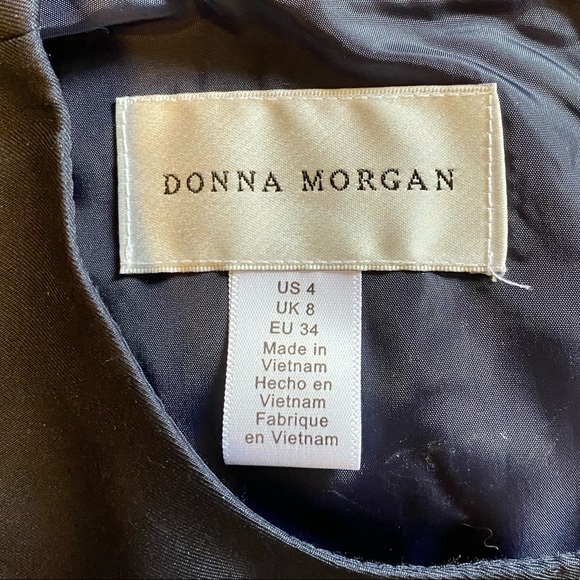 DONNA MORGAN
US 4
UK 8
EU 34
Made in
Vietnam
Hecho en
Vietnam
Fabrique
en Vietnam